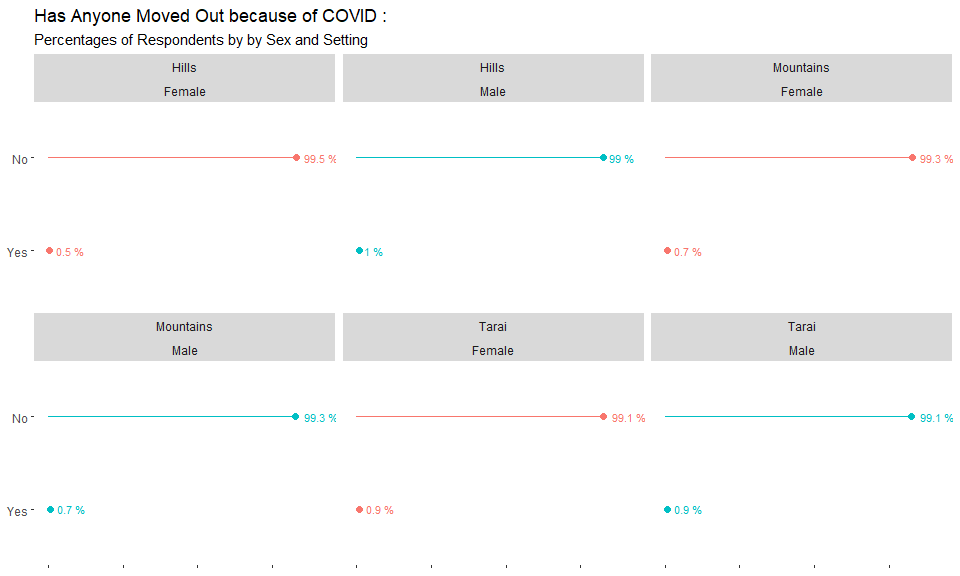 Has Anyone Moved Out because of COVID :
Percentages of Respondents by by Sex and Setting
Hills
Female
Hills
Male
Mountains
Female
No
99.5 %
99 %
99.3 %
Yes
0.5 %
1 %
0.7 %
Mountains
Male
Tarai
Female
Tarai
Male
No
99.3 %
99.1 %
99.1 %
Yes
0.7 %
0.9 %
0.9 %